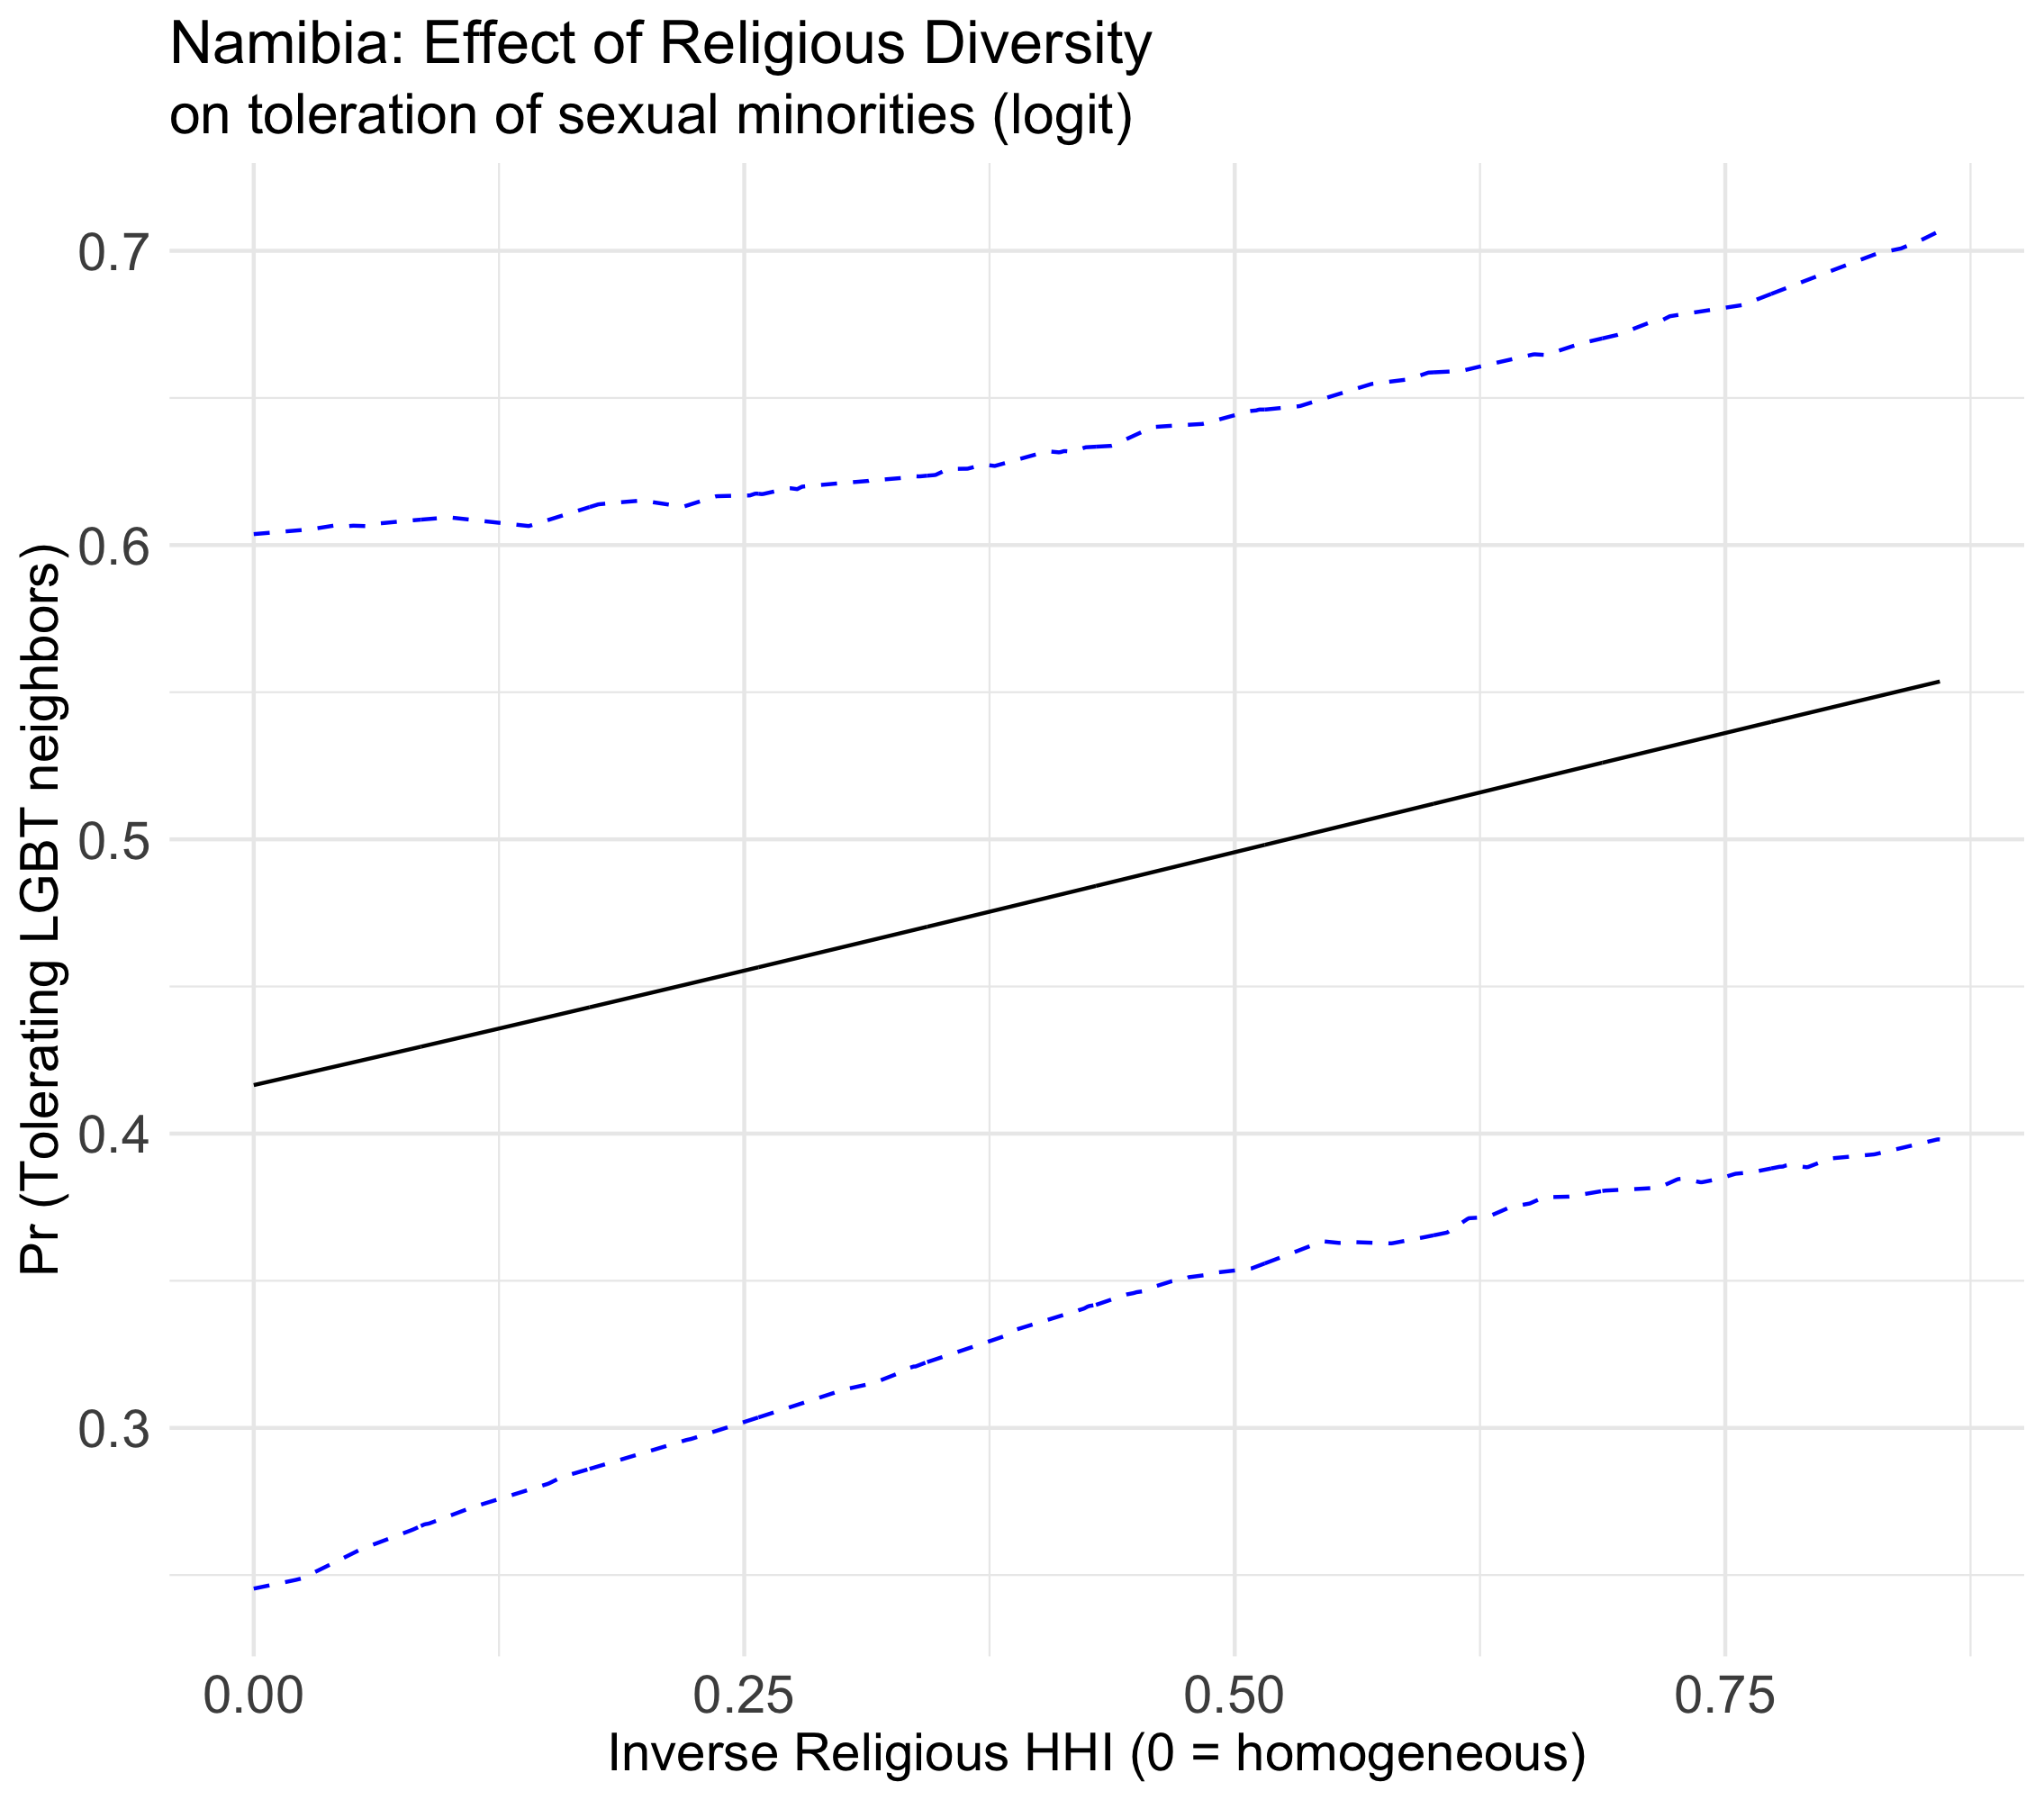 Namibia: Effect of Religious Diversity
on toleration of sexual minorities (logit)
Pr (Tolerating LGBT neighbors)
0.7
0.6
0.5
0.4
0.3
0.00 0.25 0.50 0.75
Inverse Religious HHI (0 = homogeneous)